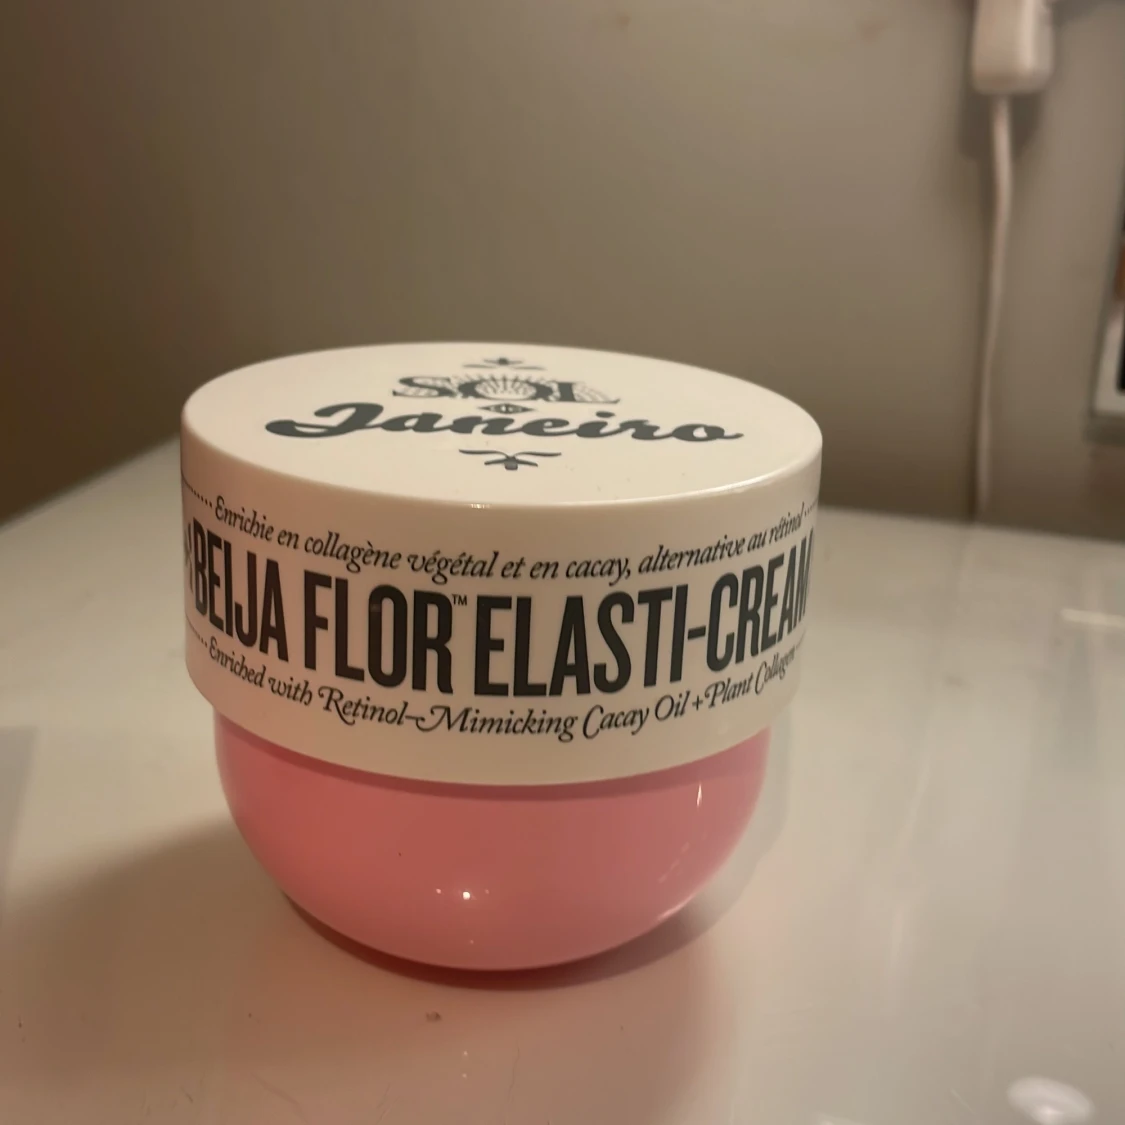 SOL
de
Janeiro
Enrichie en collagène végétal et en cacay, alternative au rétinol
BEIJA FLOR™ ELASTI-CREAM
Enriched with Retinol-Mimicking Cacay Oil + Plant Collagen